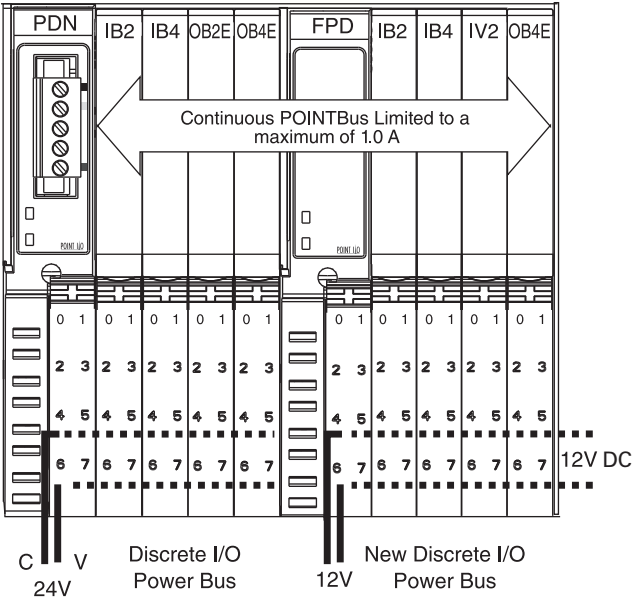 PDN IB2 IB4 OB2E OB4E FPD IB2 IB4 IV2 OB4E
Continuous POINTBus Limited to a
maximum of 1.0 A
POINT I/O POINT I/O
0 1 0 1 0 1 0 1 0 1 0 1 0 1 0 1 0 1 0 1
2 3 2 3 2 3 2 3 2 3 2 3 2 3 2 3 2 3 2 3
4 5 4 5 4 5 4 5 4 5 4 5 4 5 4 5 4 5 4 5
6 7 6 7 6 7 6 7 6 7 6 7 6 7 6 7 6 7 6 7
12V DC
C V
24V
Discrete I/O
Power Bus
12V
New Discrete I/O
Power Bus